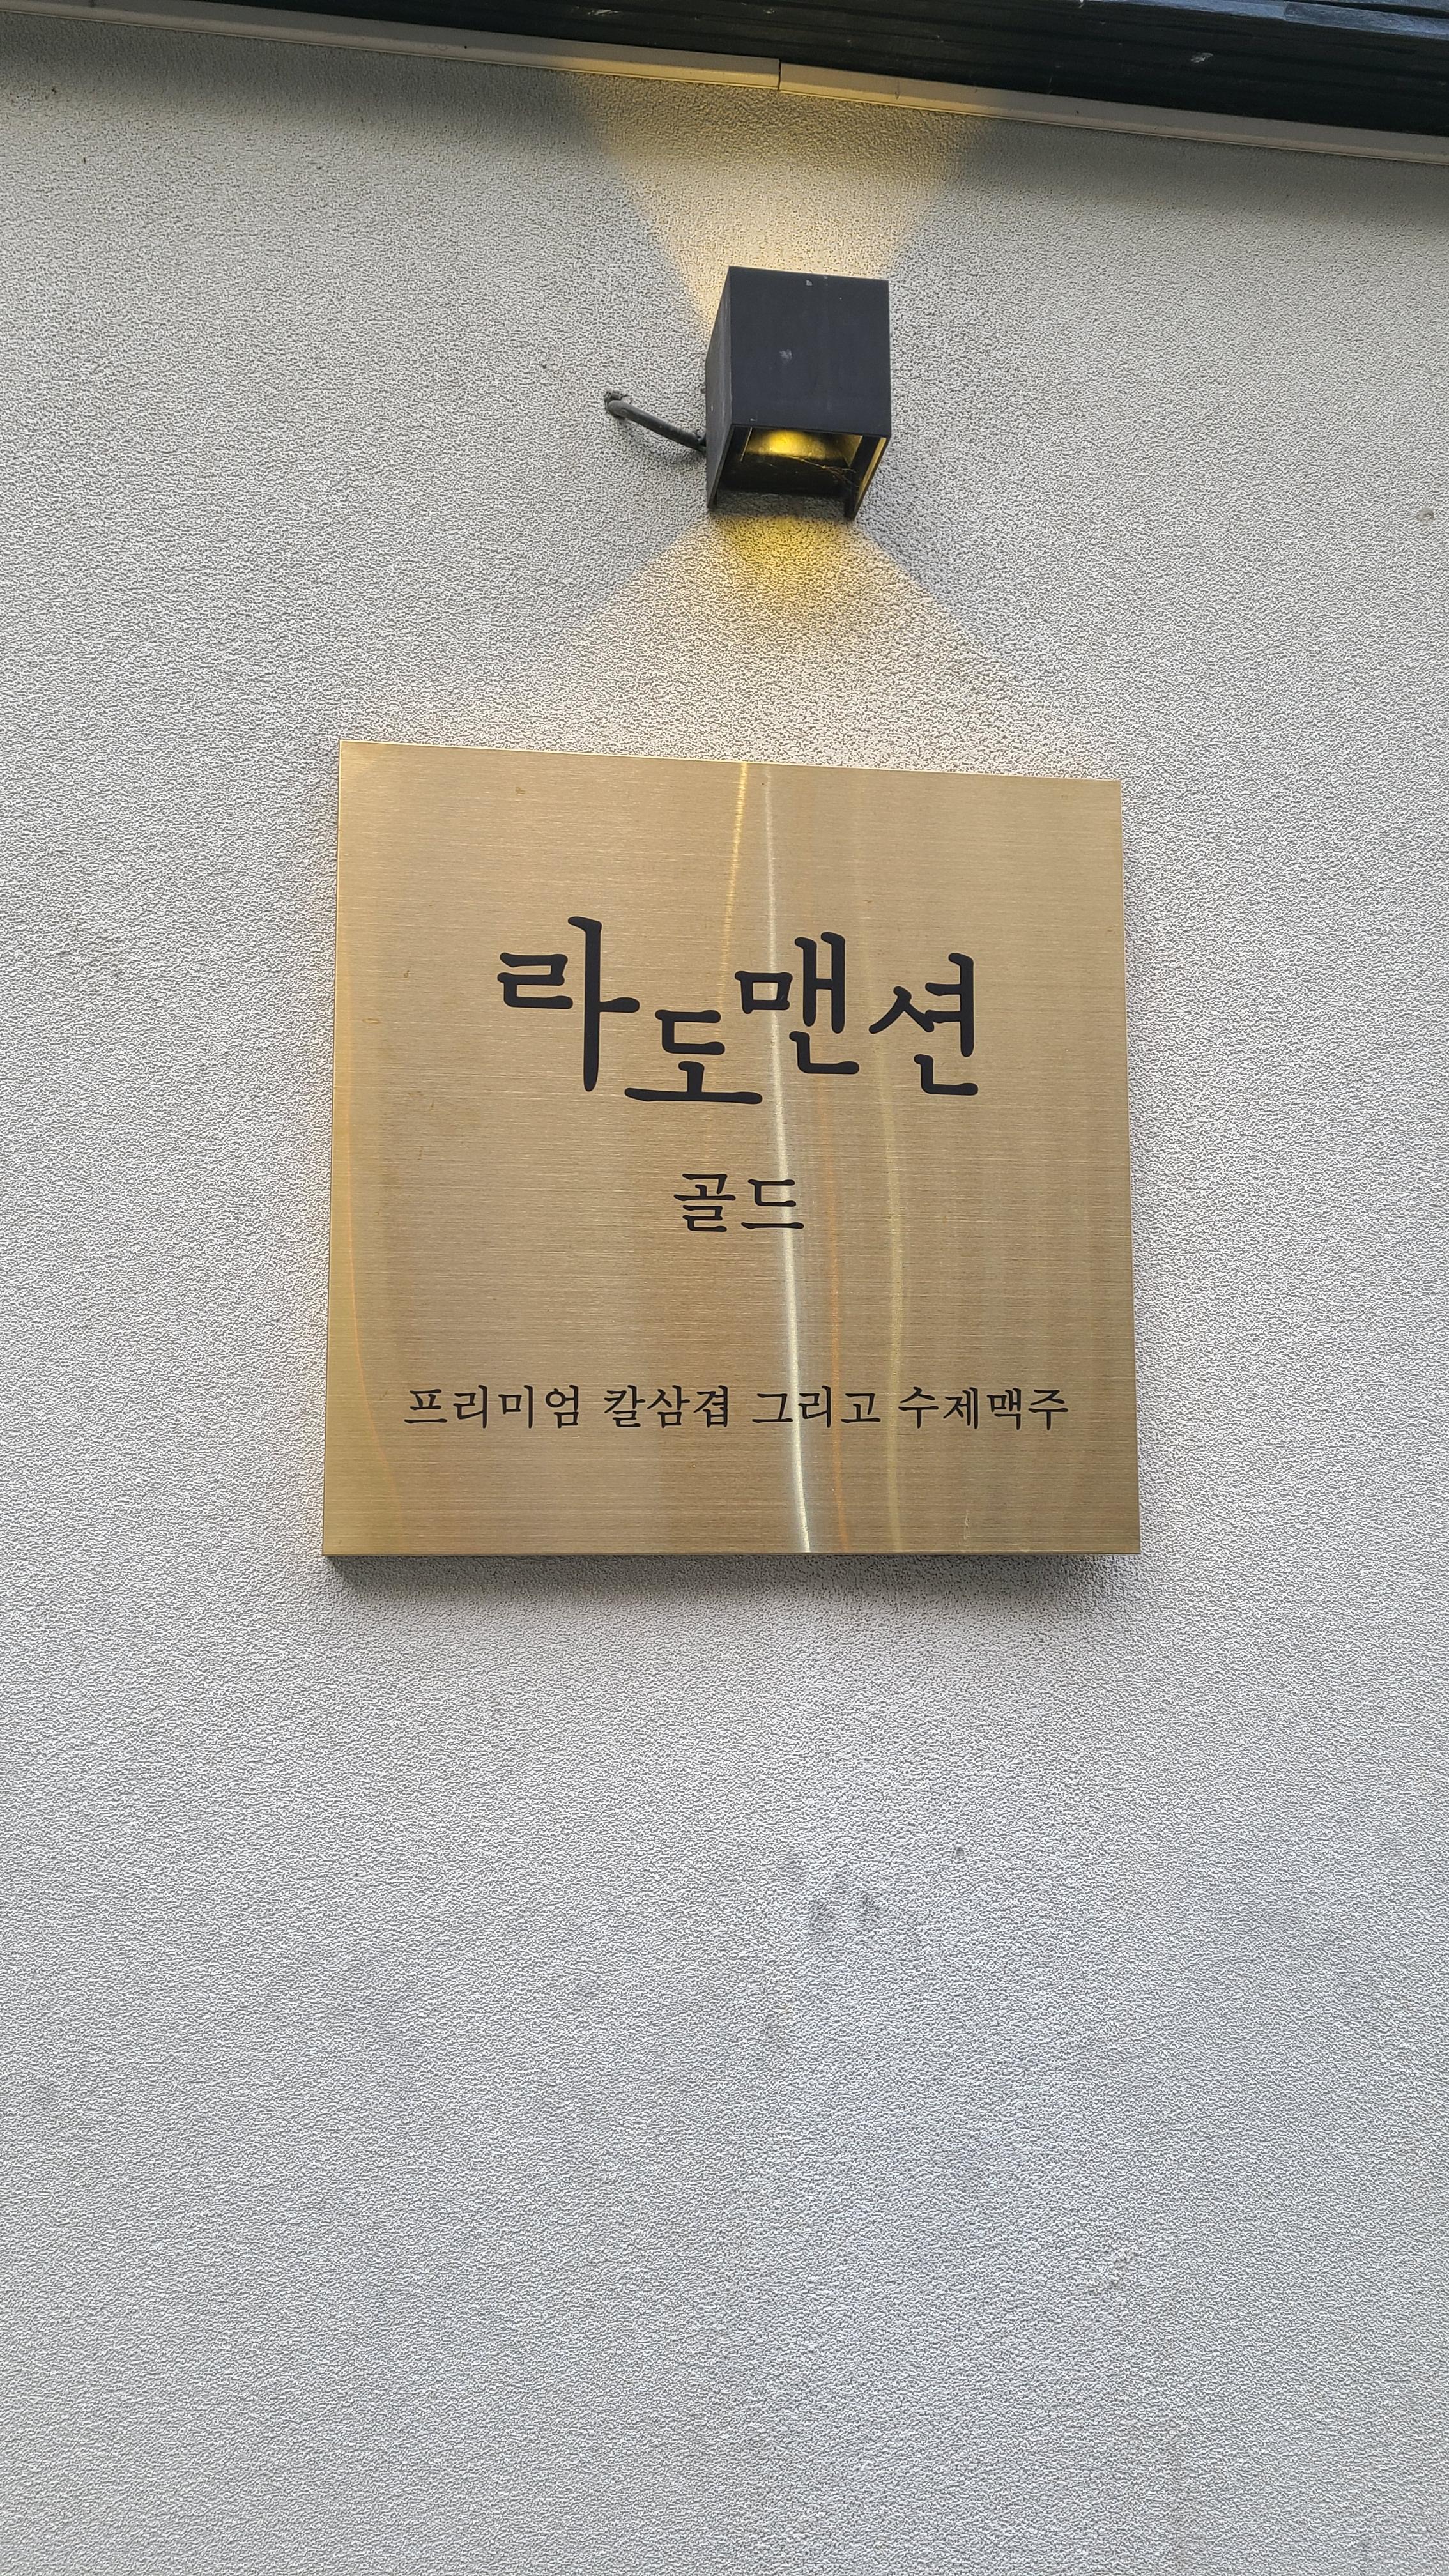 라도맨션
골드
프리미엄 칼삼겹 그리고 수제맥주